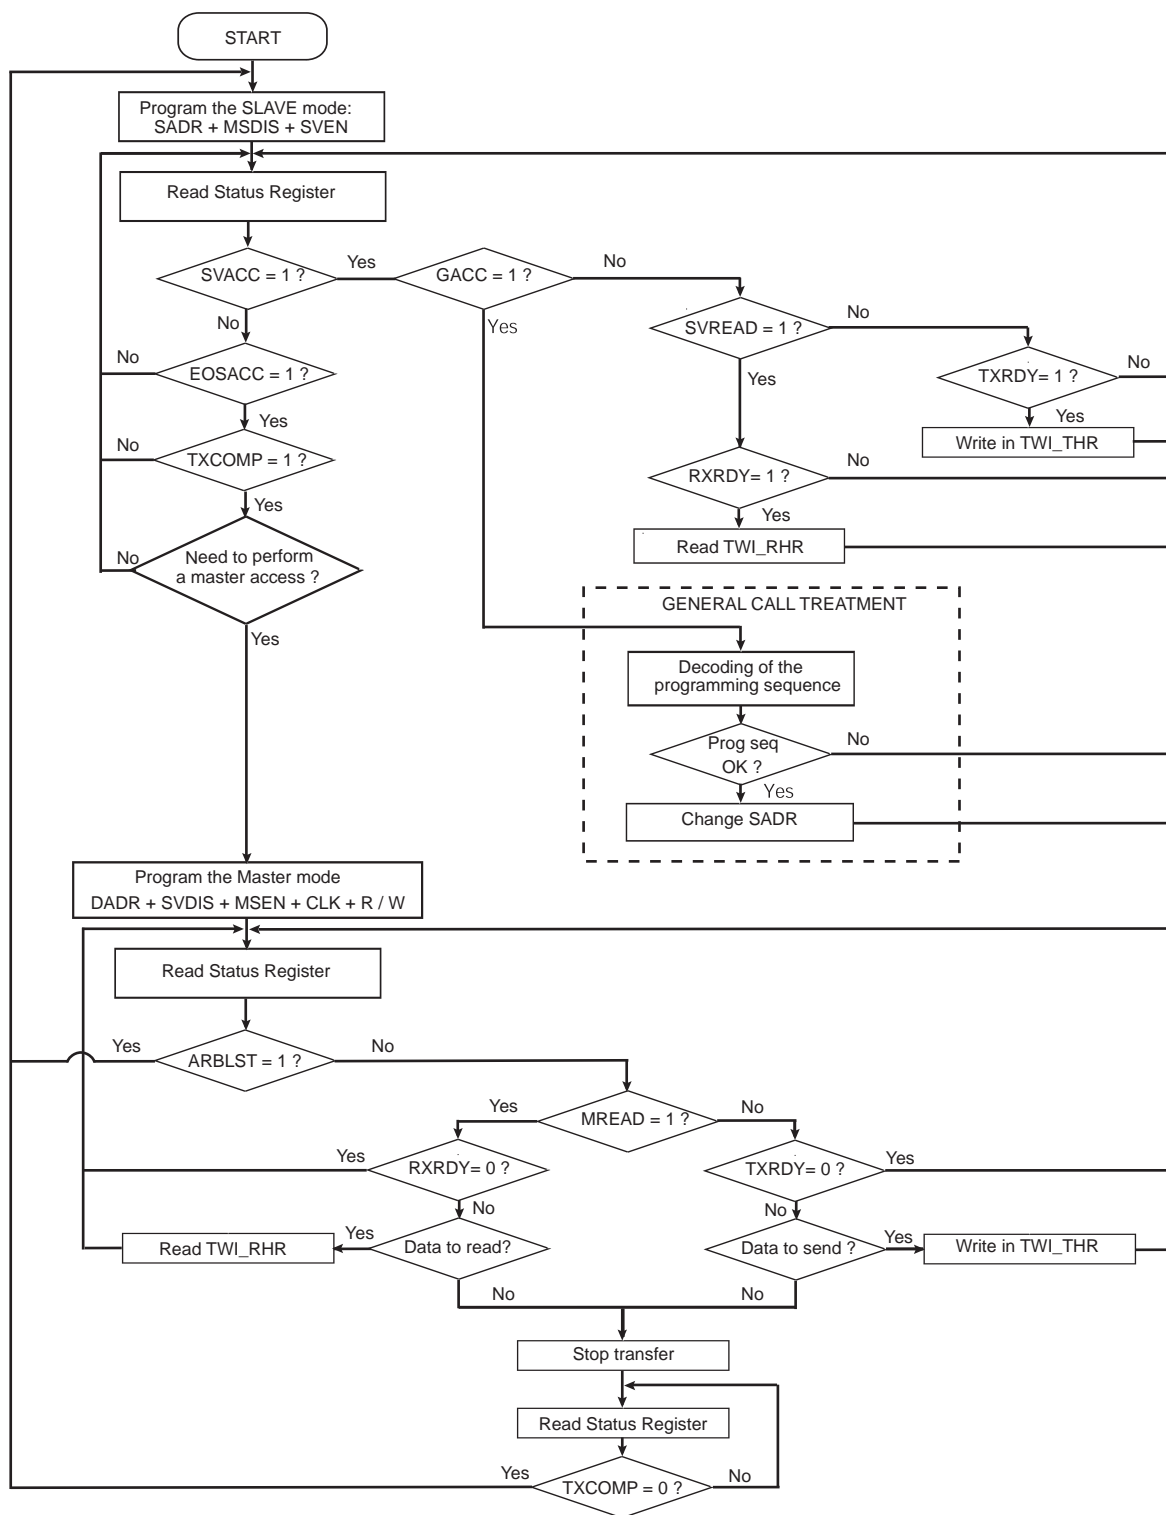 START
Program the SLAVE mode:
SADR + MSDIS + SVEN
Read Status Register
SVACC = 1 ?
Yes
GACC = 1 ?
No
No
Yes
SVREAD = 1 ?
No
EOSACC = 1 ?
No
Yes
TXRDY= 1 ?
No
Yes
Yes
Write in TWI_THR
TXCOMP = 1 ?
No
RXRDY= 1 ?
No
Yes
Yes
Read TWI_RHR
Need to perform
a master access ?
No
Yes
GENERAL CALL TREATMENT
Decoding of the
programming sequence
Prog seq
OK ?
No
Yes
Change SADR
Program the Master mode
DADR + SVDIS + MSEN + CLK + R / W
Read Status Register
Yes
ARBLST = 1 ?
No
Yes
MREAD = 1 ?
No
Yes
RXRDY= 0 ?
TXRDY= 0 ?
Yes
No
No
Read TWI_RHR
Yes
Data to read?
Data to send ?
Yes
Write in TWI_THR
No
No
Stop transfer
Read Status Register
Yes
TXCOMP = 0 ?
No